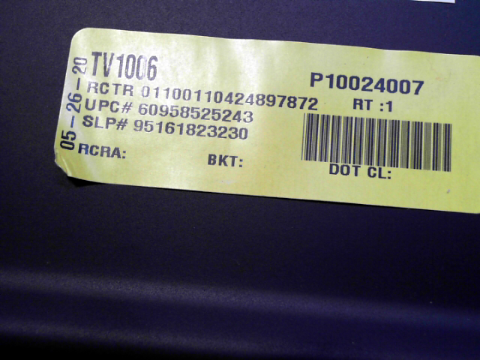 05-26-20
TV1006
P10024007
RCTR 01100110424897872
RT :1
UPC# 60958525243
SLP# 95161823230
RCRA:
BKT:
DOT CL: